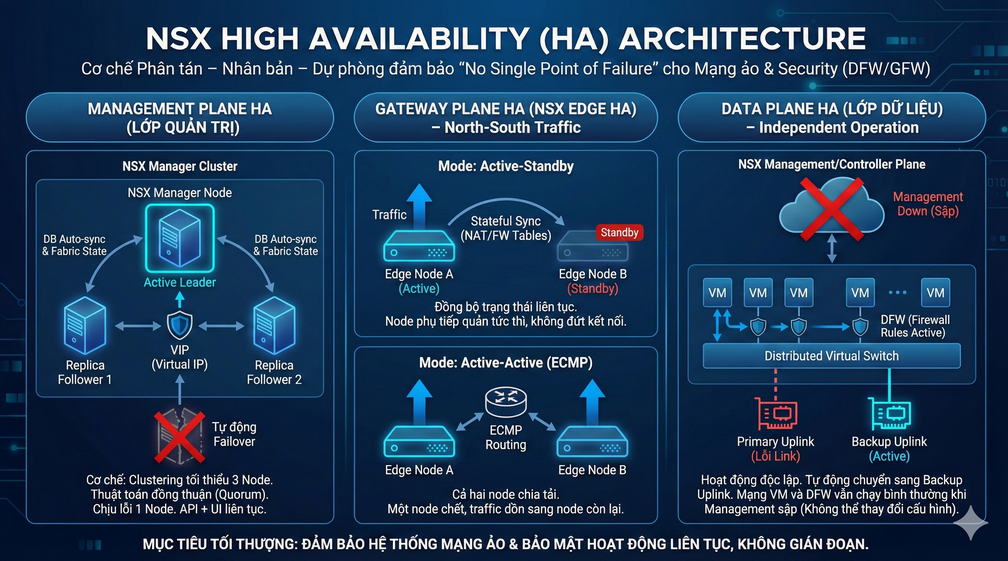 NSX HIGH AVAILABILITY (HA) ARCHITECTURE
Cơ chế Phân tán – Nhân bản – Dự phòng đảm bảo “No Single Point of Failure” cho Mạng ảo & Security (DFW/GFW)
MANAGEMENT PLANE HA
(LỚP QUẢN TRỊ)
NSX Manager Cluster
NSX Manager Node
DB Auto-sync
& Fabric State
DB Auto-sync
& Fabric State
Active Leader
Replica
Follower 1
VIP
(Virtual IP)
Replica
Follower 2
Tự động
Failover
Cơ chế: Clustering tối thiểu 3 Node.
Thuật toán đồng thuận (Quorum).
Chịu lỗi 1 Node. API + UI liên tục.
GATEWAY PLANE HA (NSX EDGE HA)
– North-South Traffic
Mode: Active-Standby
Traffic
Stateful Sync
(NAT/FW Tables)
Standby
Edge Node A
(Active)
Edge Node B
(Standby)
Đồng bộ trạng thái liên tục.
Node phụ tiếp quản tức thì, không đứt kết nối.
Mode: Active-Active (ECMP)
ECMP
Routing
Edge Node A
Edge Node B
Cả hai node chia tải.
Một node chết, traffic dồn sang node còn lại.
DATA PLANE HA (LỚP DỮ LIỆU)
– Independent Operation
NSX Management/Controller Plane
Management
Down (Sập)
VM
VM
VM
VM
VM
DFW (Firewall
Rules Active)
Distributed Virtual Switch
Primary Uplink
(Lỗi Link)
Backup Uplink
(Active)
Hoạt động độc lập. Tự động chuyển sang Backup
Uplink. Mạng VM và DFW vẫn chạy bình thường khi
Management sập (Không thể thay đổi cấu hình).
MỤC TIÊU TỐI THƯỢNG: ĐẢM BẢO HỆ THỐNG MẠNG ẢO & BẢO MẬT HOẠT ĐỘNG LIÊN TỤC, KHÔNG GIÁN ĐOẠN.